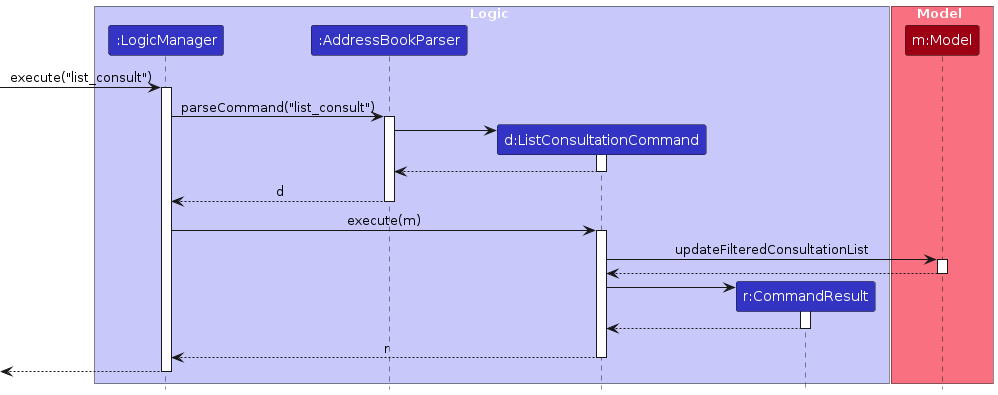 Logic
Model
:LogicManager
:AddressBookParser
m:Model
execute("list_consult")
parseCommand("list_consult")
d:ListConsultationCommand
d
execute(m)
updateFilteredConsultationList
r:CommandResult
r